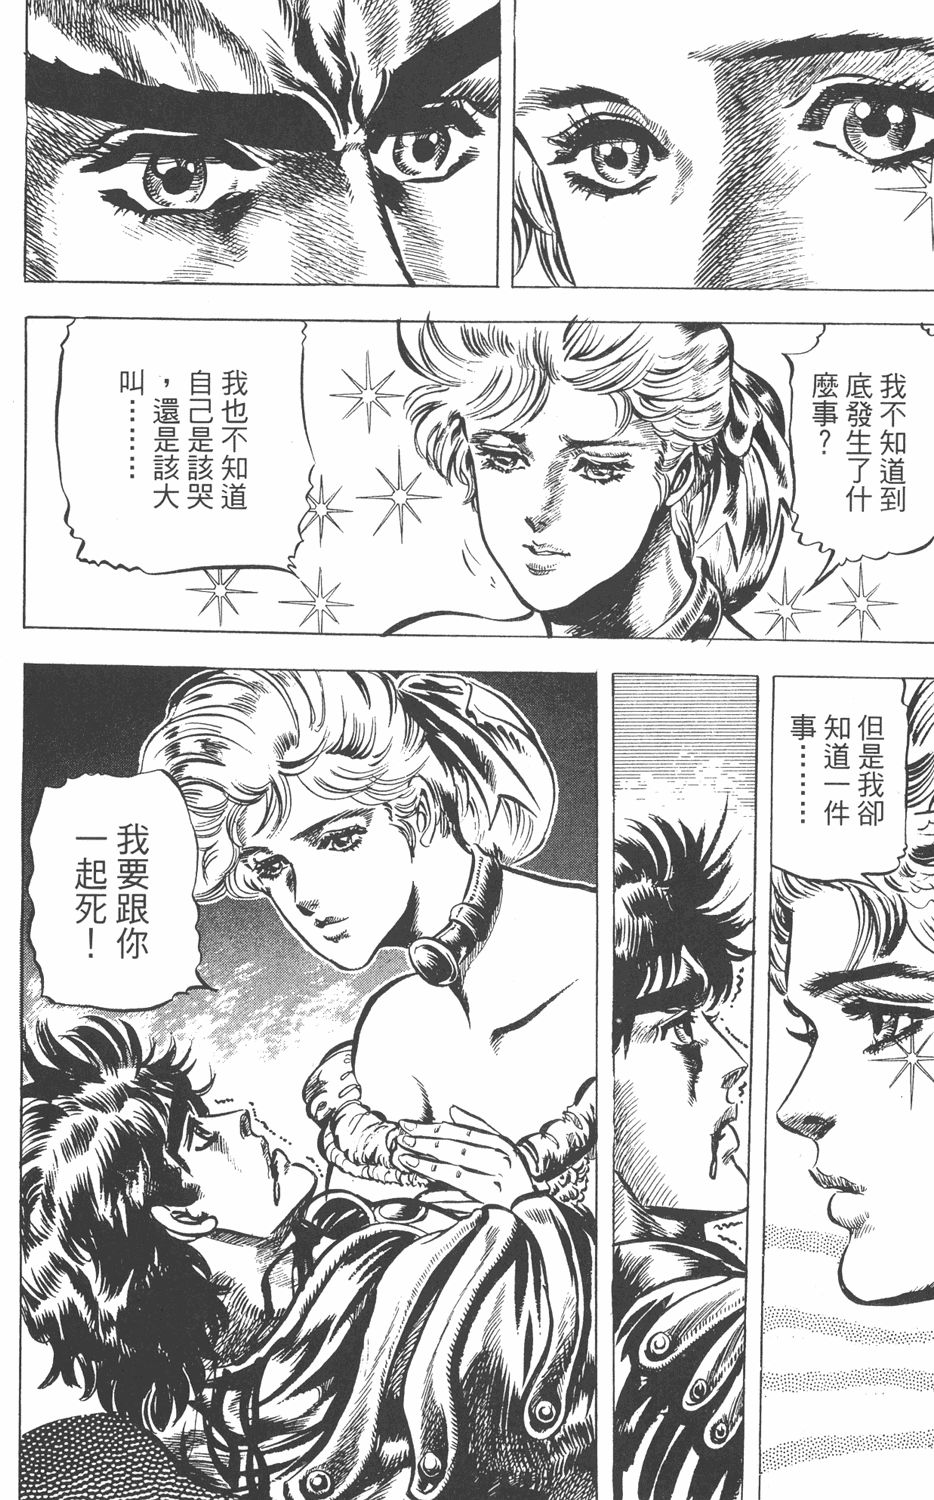 我不知道到
底發生了什
麼事？
我也不知道
自己是該哭
，還是該大
叫………
但是我卻
知道一件
事………
我要跟你
一起死！